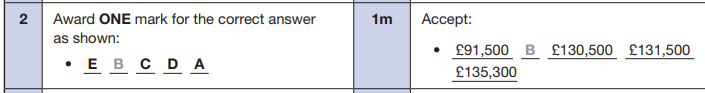 2 Award ONE mark for the correct answer as shown:
• E B C D A
1m Accept:
• £91,500 B £130,500 £131,500
£135,300